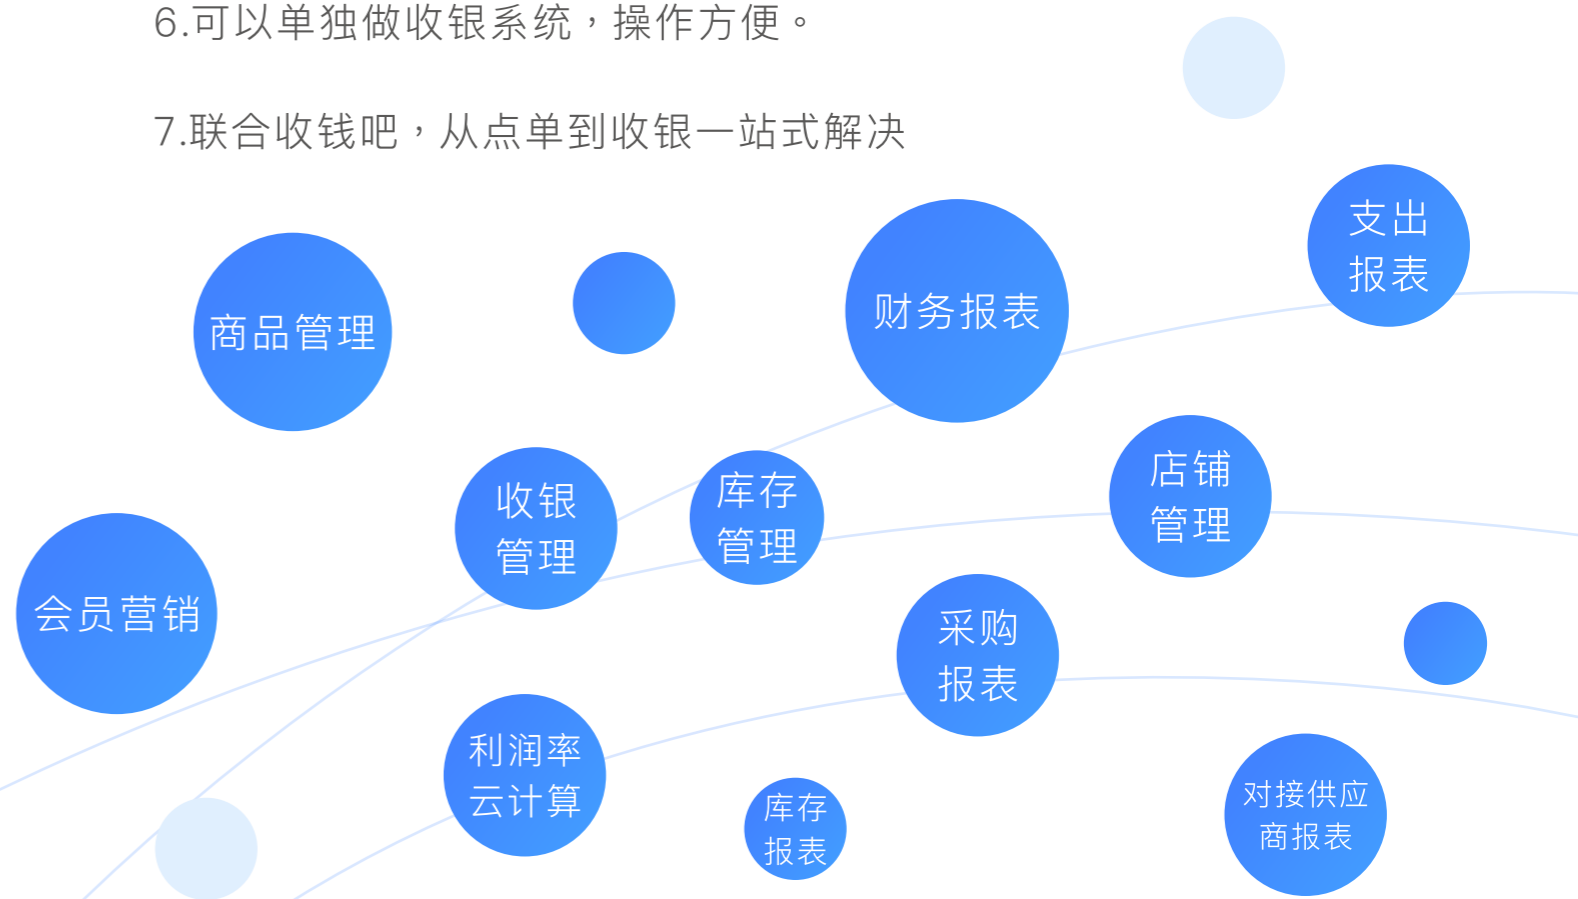 6.可以单独做收银系统，操作方便。
7.联合收钱吧，从点单到收银一站式解决
支出
报表
财务报表
商品管理
店铺
管理
收银
管理
库存
管理
会员营销
采购
报表
利润率
云计算
库存
报表
对接供应
商报表